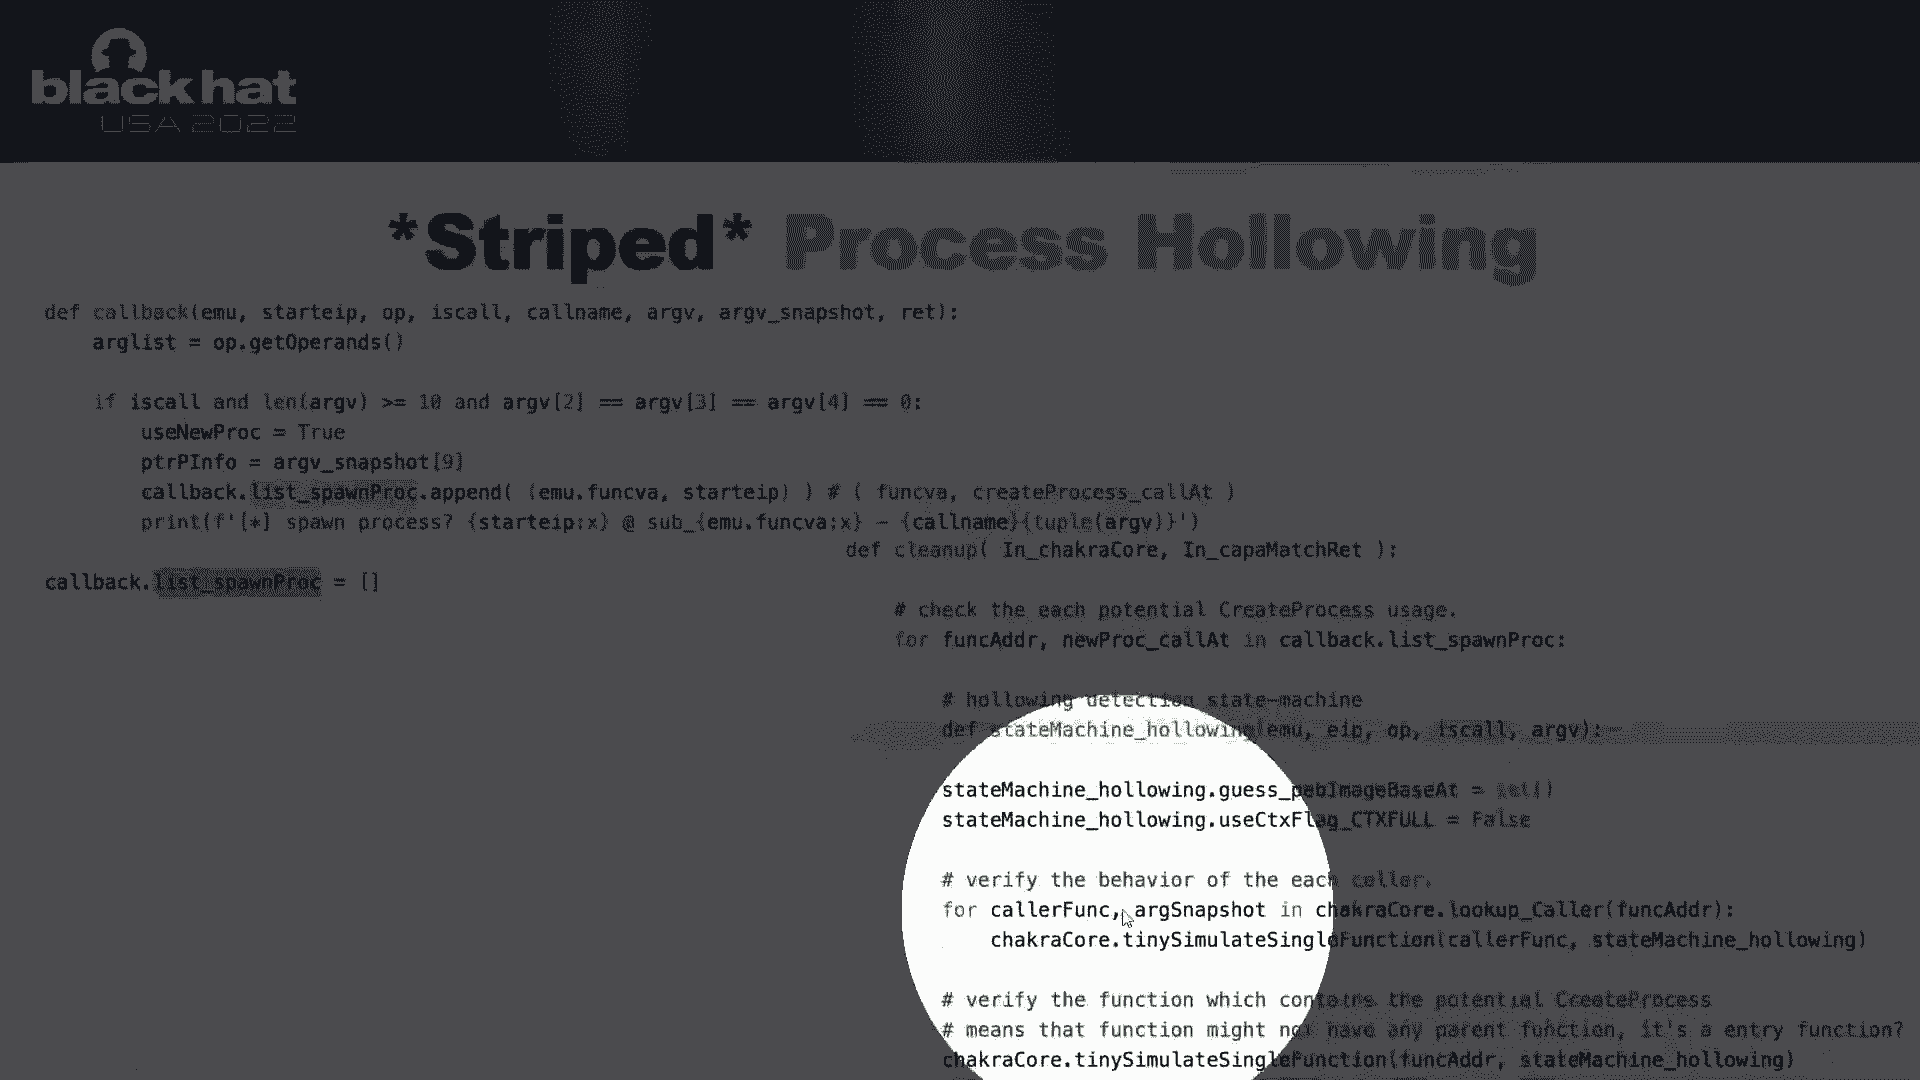 black hat
USA 2022
*Striped* Process Hollowing
def callback(emu, starteip, op, iscall, callname, argv, argv_snapshot, ret):
    arglist = op.getOperands()
    if iscall and len(argv) >= 10 and argv[2] == argv[3] == argv[4] == 0:
        useNewProc = True
        ptrPInfo = argv_snapshot[9]
        callback.list_spawnProc.append( (emu.funcva, starteip) ) # ( funcva, createProcess_callAt )
        print(f'[*] spawn process? {starteip:x} @ sub_{emu.funcva:x} - {callname}{tuple(argv)}')
callback.list_spawnProc = []
def cleanup( In_chakraCore, In_capaMatchRet ):
    # check the each potential CreateProcess usage.
    for funcAddr, newProc_callAt in callback.list_spawnProc:
        # hollowing detection state-machine
        def stateMachine_hollowing(emu, eip, op, iscall, argv):
        stateMachine_hollowing.guess_pebImageBaseAt = set()
        stateMachine_hollowing.useCtxFlag_CTXFULL = False
        # verify the behavior of the each caller.
        for callerFunc, argSnapshot in chakraCore.lookup_Caller(funcAddr):
            chakraCore.tinySimulateSingleFunction(callerFunc, stateMachine_hollowing)
        # verify the function which contains the potential CreateProcess
        # means that function might not have any parent function, it's a entry function?
        chakraCore.tinySimulateSingleFunction(funcAddr, stateMachine_hollowing)